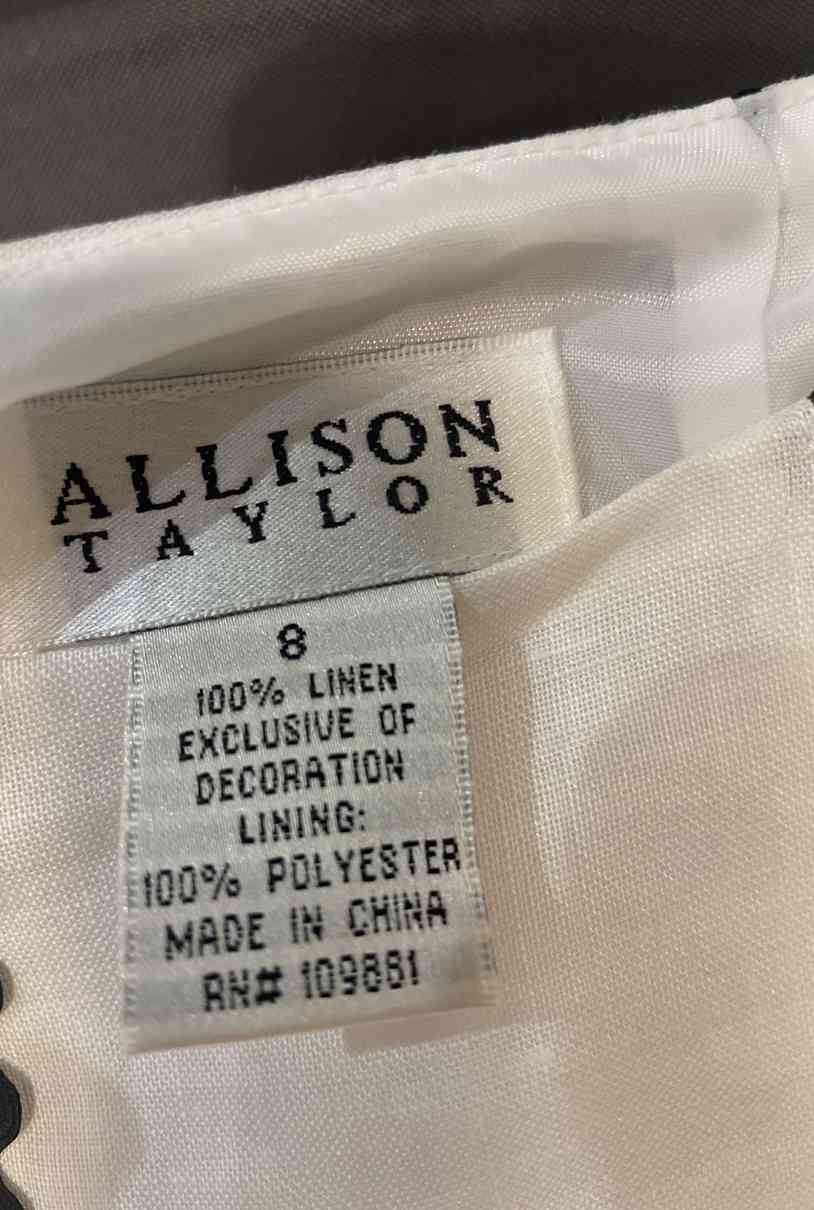 ALLISON
TAYLOR
8
100% LINEN
EXCLUSIVE OF
DECORATION
LINING:
100% POLYESTER
MADE IN CHINA
RN# 109881